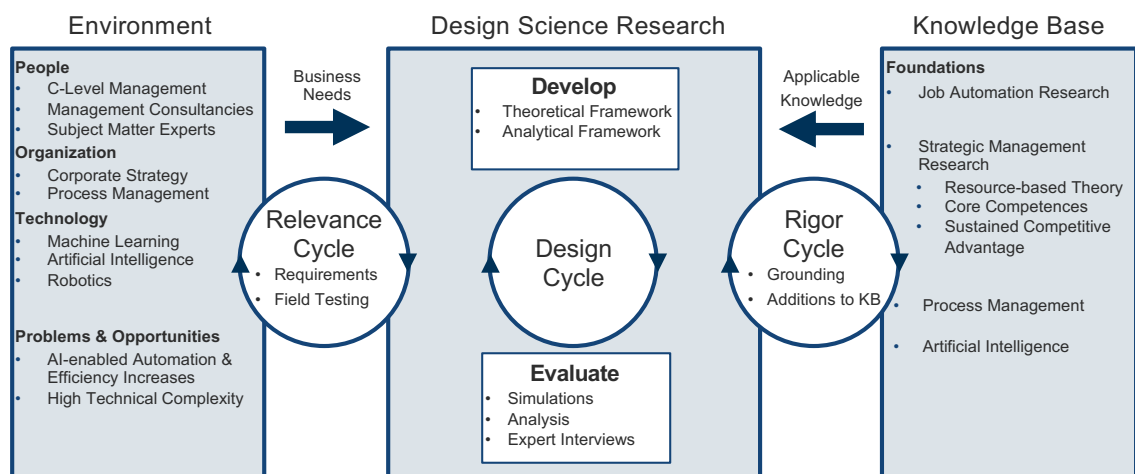 Environment
People
• C-Level Management
• Management Consultancies
• Subject Matter Experts
Organization
• Corporate Strategy
• Process Management
Technology
• Machine Learning
• Artificial Intelligence
• Robotics
Problems & Opportunities
• AI-enabled Automation &
Efficiency Increases
• High Technical Complexity
Business
Needs
Relevance
Cycle
• Requirements
• Field Testing
Design Science Research
Develop
• Theoretical Framework
• Analytical Framework
Design
Cycle
Evaluate
• Simulations
• Analysis
• Expert Interviews
Applicable
Knowledge
Rigor
Cycle
• Grounding
• Additions to KB
Knowledge Base
Foundations
• Job Automation Research
• Strategic Management
Research
• Resource-based Theory
• Core Competences
• Sustained Competitive
Advantage
• Process Management
• Artificial Intelligence